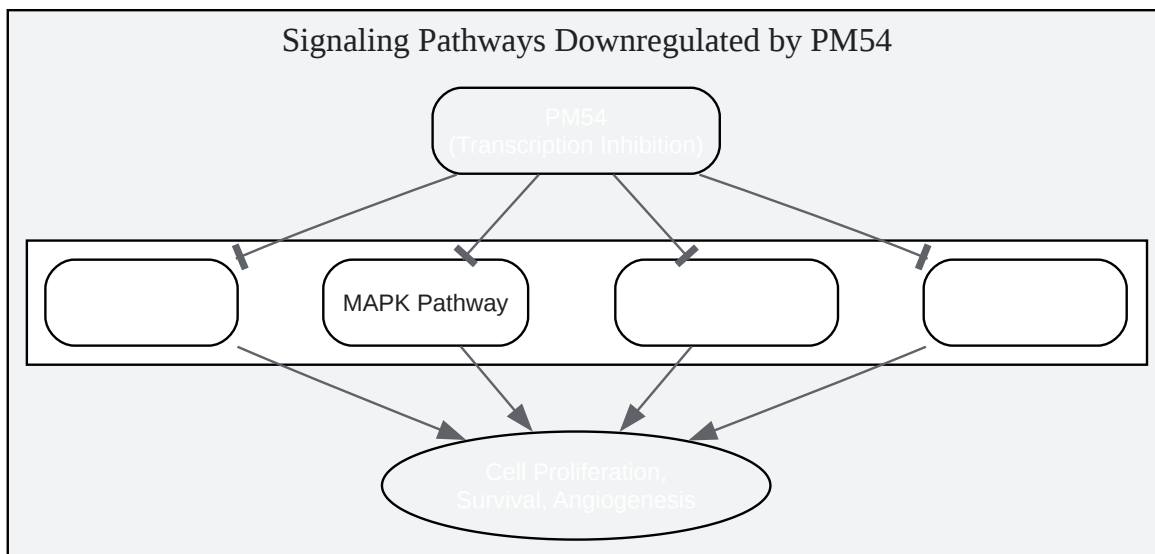 Signaling Pathways Downregulated by PM54
PM54
(Transcription Inhibition)
MAPK Pathway
Cell Proliferation,
Survival, Angiogenesis